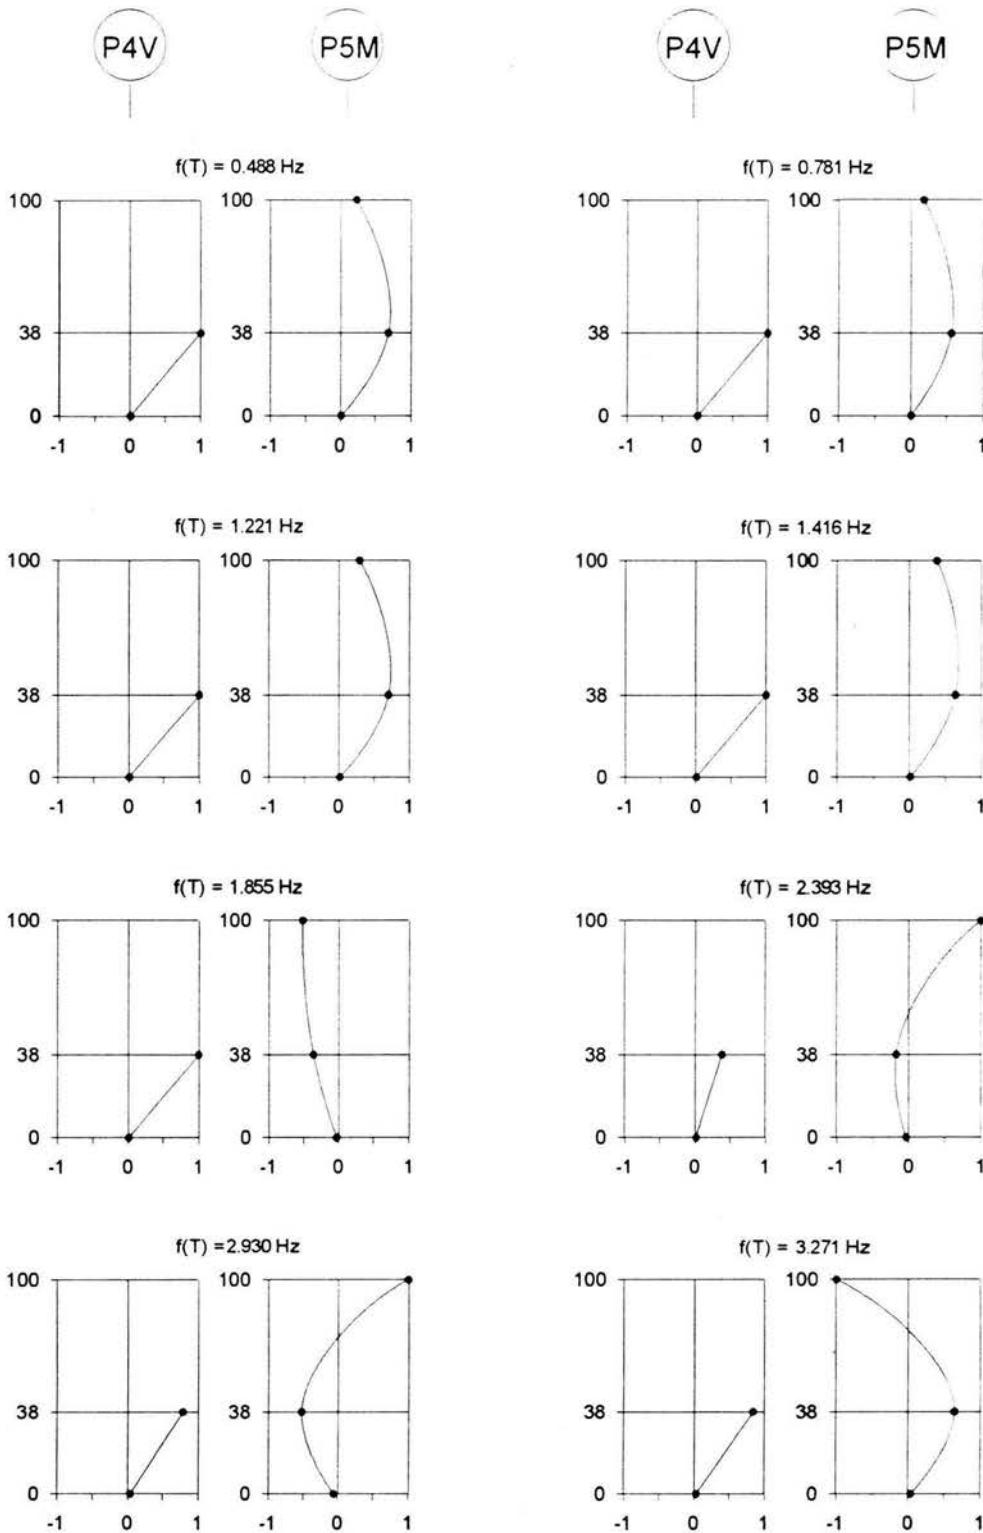 P4V P5M P4V P5M
f(T) = 0.488 Hz f(T) = 0.781 Hz
100 100 100 100
38 38 38 38
0 0 0 0
-1 0 1 -1 0 1 -1 0 1 -1 0 1
f(T) = 1.221 Hz f(T) = 1.416 Hz
100 100 100 100
38 38 38 38
0 0 0 0
-1 0 1 -1 0 1 -1 0 1 -1 0 1
f(T) = 1.855 Hz f(T) = 2.393 Hz
100 100 100 100
38 38 38 38
0 0 0 0
-1 0 1 -1 0 1 -1 0 1 -1 0 1
f(T) =2.930 Hz f(T) = 3.271 Hz
100 100 100 100
38 38 38 38
0 0 0 0
-1 0 1 -1 0 1 -1 0 1 -1 0 1